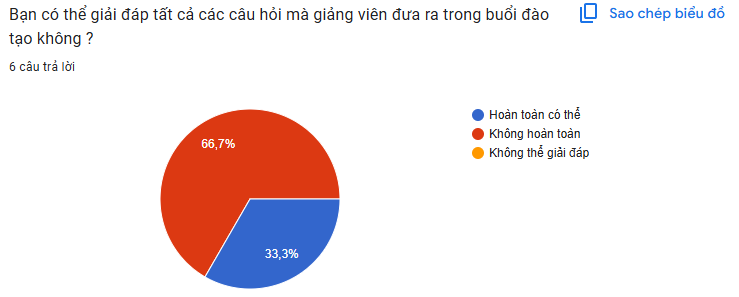 Bạn có thể giải đáp tất cả các câu hỏi mà giảng viên đưa ra trong buổi đào
tạo không ?
Sao chép biểu đồ
6 câu trả lời
Hoàn toàn có thể
Không hoàn toàn
Không thể giải đáp
66,7%
33,3%